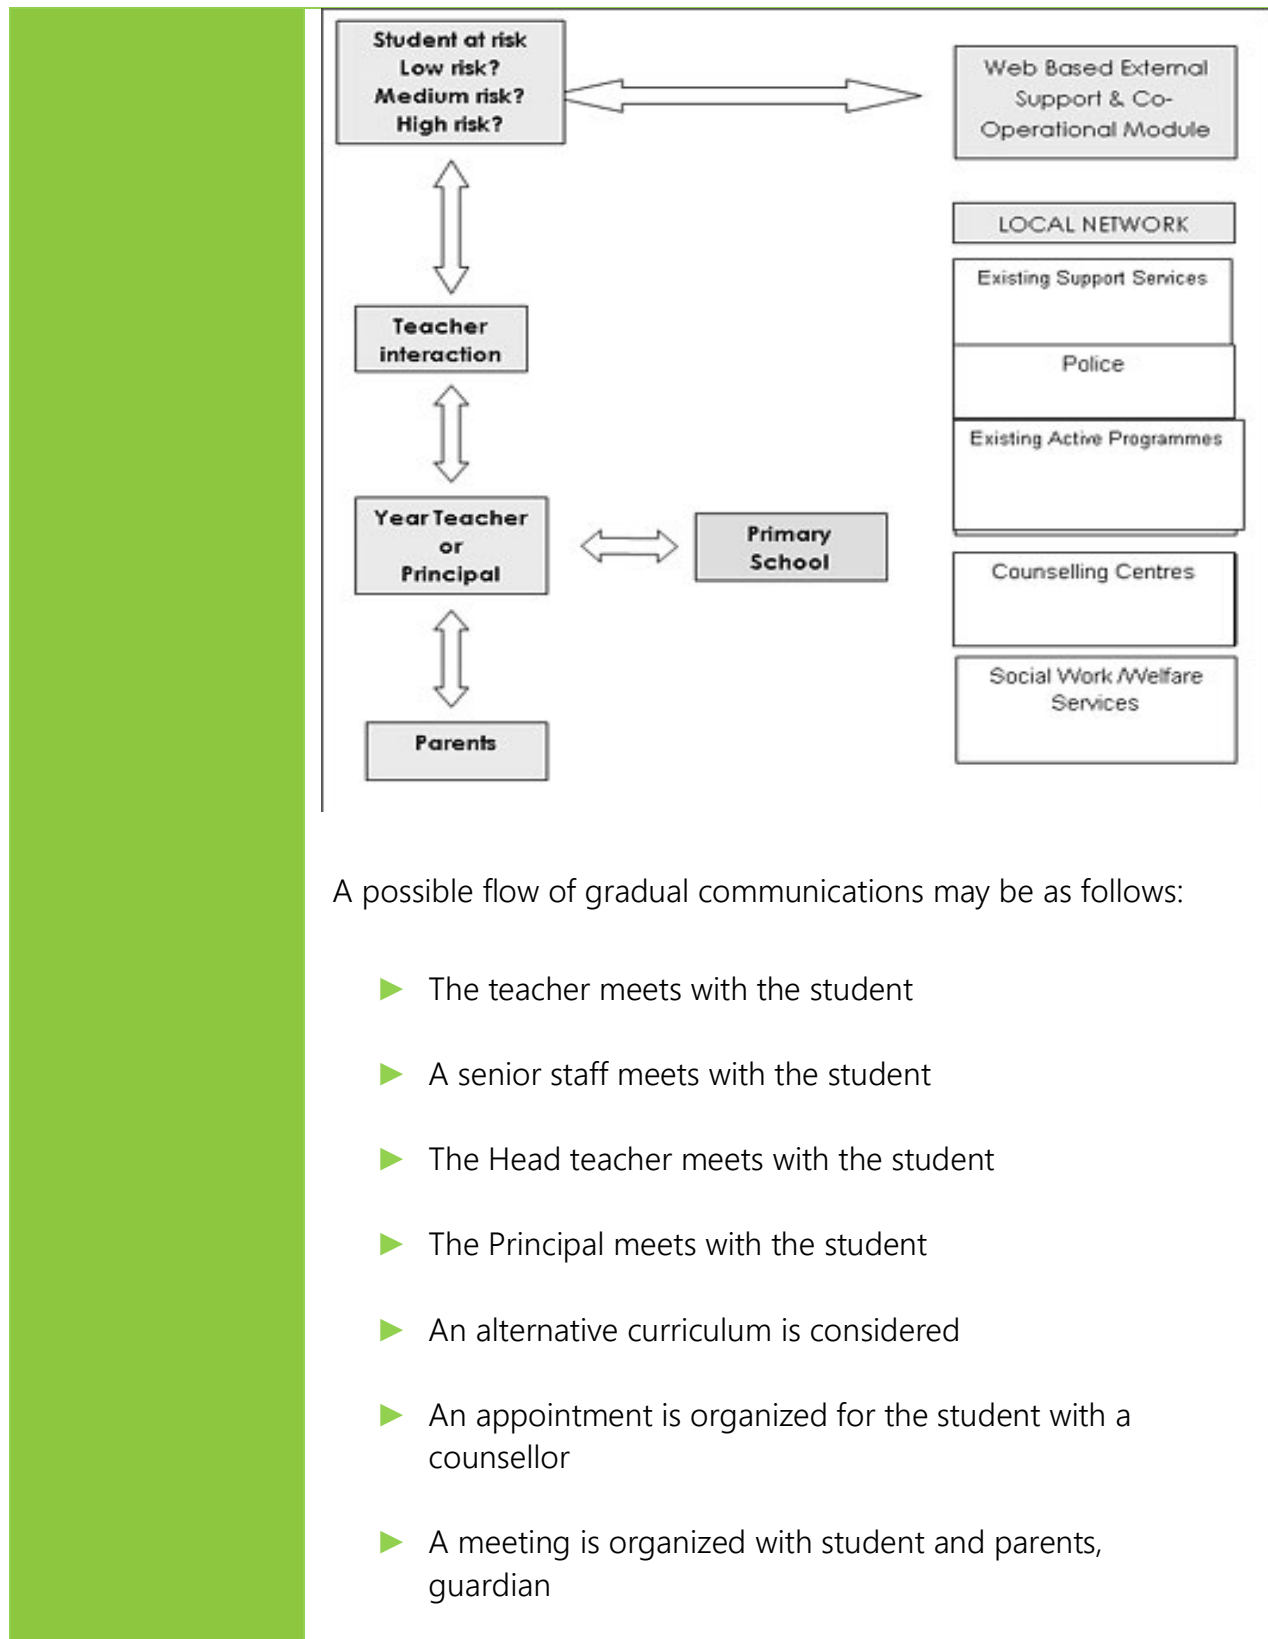 Student at risk
Low risk?
Medium risk?
High risk?
Web Based External
Support & Co-
Operational Module
LOCAL NETWORK
Existing Support Services
Teacher
interaction
Police
Existing Active Programmes
Year Teacher
or
Principal
Primary
School
Counselling Centres
Social Work /Welfare
Services
Parents
A possible flow of gradual communications may be as follows:
► The teacher meets with the student
► A senior staff meets with the student
► The Head teacher meets with the student
► The Principal meets with the student
► An alternative curriculum is considered
► An appointment is organized for the student with a
counsellor
► A meeting is organized with student and parents,
guardian